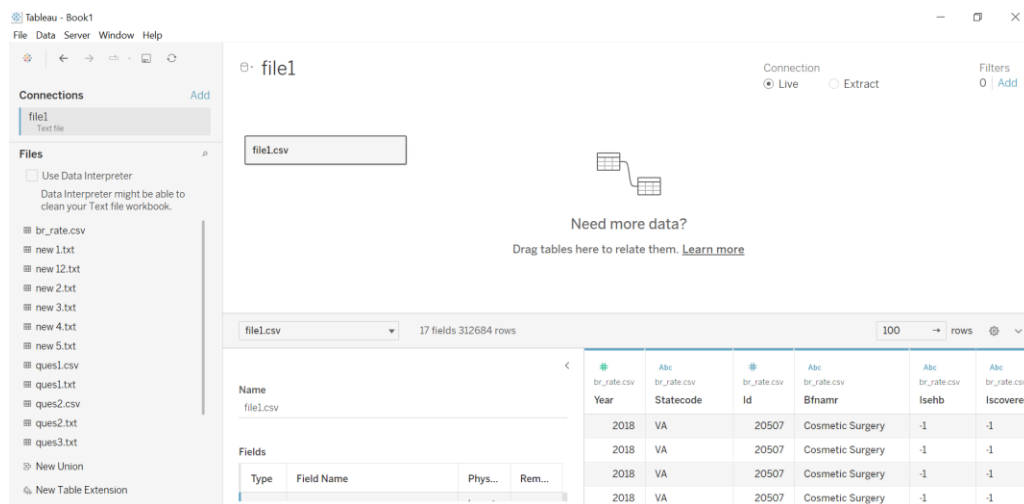 Tableau - Book1
File Data Server Window Help
Connections Add
file1
Text file
Files
Use Data Interpreter
Data Interpreter might be able to
clean your Text file workbook.
br_rate.csv
new 1.txt
new 12.txt
new 2.txt
new 3.txt
new 4.txt
new 5.txt
ques1.csv
ques1.txt
ques2.csv
ques2.txt
ques3.txt
New Union
New Table Extension
file1
Connection
Live Extract
Filters
0 Add
file1.csv
Need more data?
Drag tables here to relate them. Learn more
file1.csv 17 fields 312684 rows 100 → rows
Name
file1.csv
Fields
Type Field Name Phys... Rem...
# Abc # Abc Abc Abc
br_rate.csv br_rate.csv br_rate.csv br_rate.csv br_rate.csv br_rate.csv
Year Statecode Id Bfnamr Isehb Iscovere
2018 VA 20507 Cosmetic Surgery -1 -1
2018 VA 20507 Cosmetic Surgery -1 -1
2018 VA 20507 Cosmetic Surgery -1 -1
2018 VA 20507 Cosmetic Surgery -1 -1